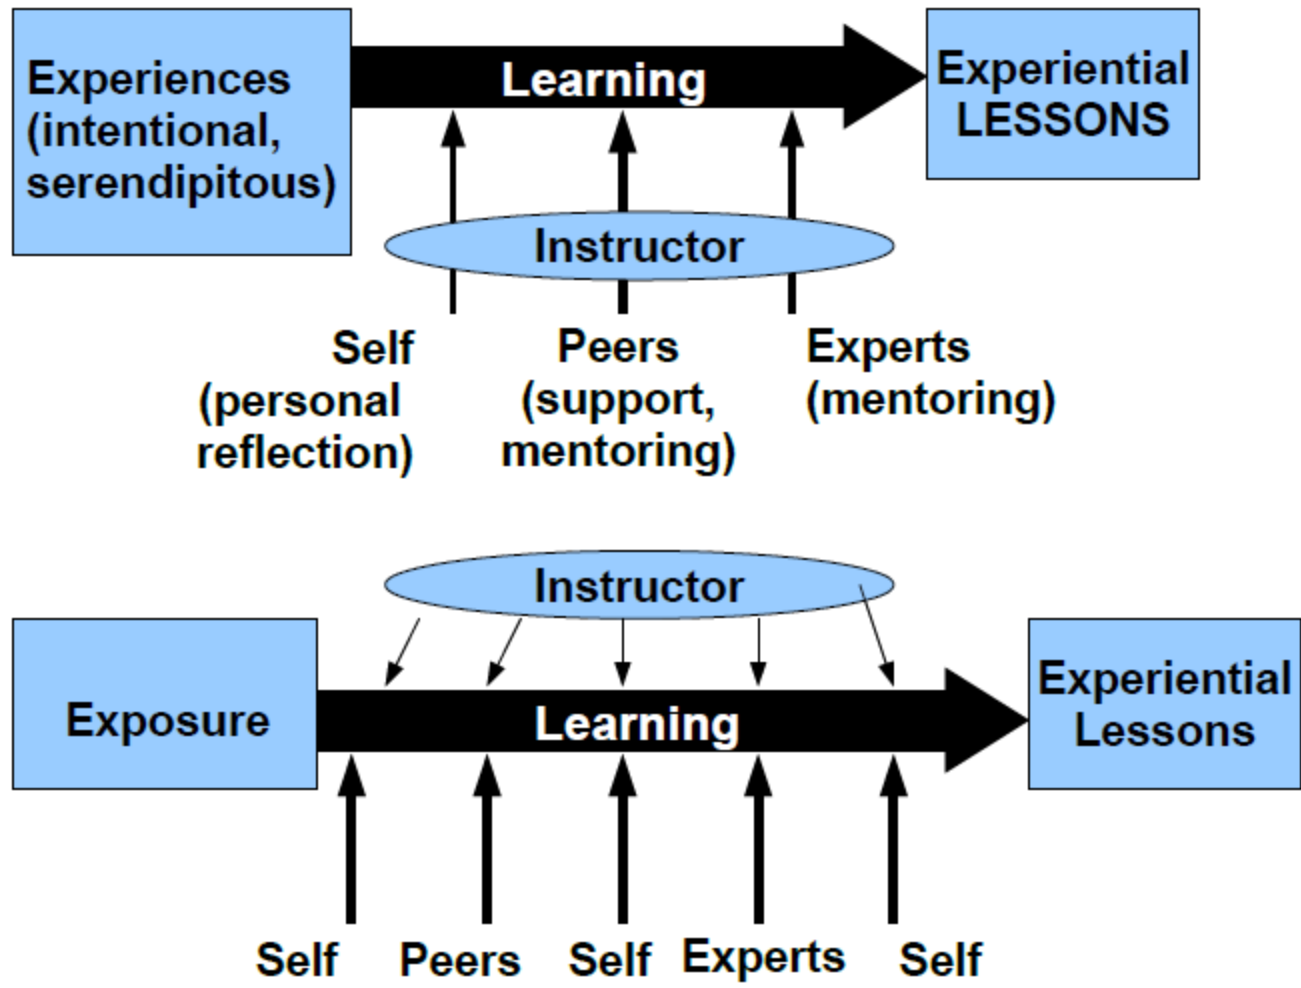 Experiences
(intentional,
serendipitous)
Learning
Experiential
LESSONS
Instructor
Self
(personal
reflection)
Peers
(support,
mentoring)
Experts
(mentoring)
Instructor
Exposure
Learning
Experiential
Lessons
Self
Peers
Self
Experts
Self